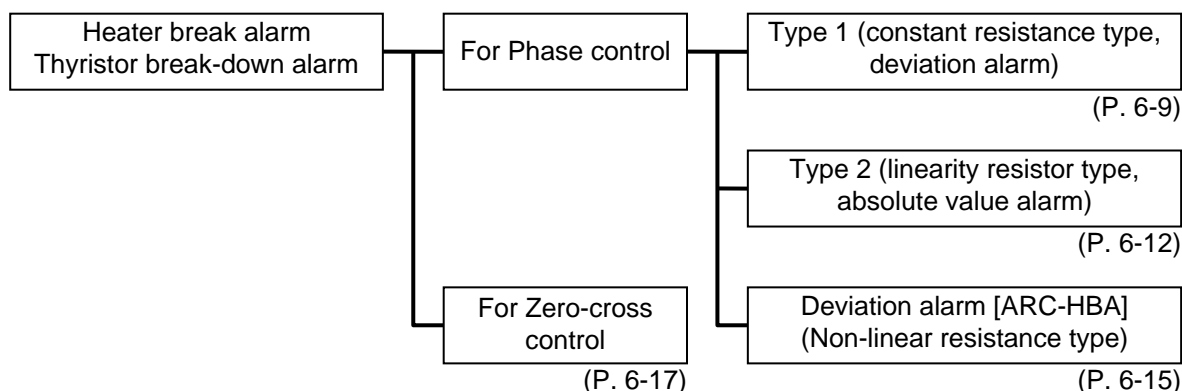 Heater break alarm
Thyristor break-down alarm
For Phase control
Type 1 (constant resistance type,
deviation alarm)
(P. 6-9)
Type 2 (linearity resistor type,
absolute value alarm)
(P. 6-12)
For Zero-cross
control
(P. 6-17)
Deviation alarm [ARC-HBA]
(Non-linear resistance type)
(P. 6-15)